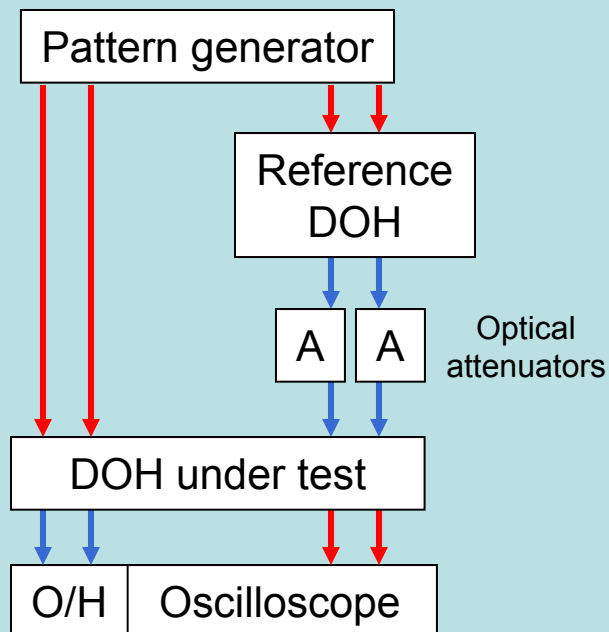 Pattern generator
Reference
DOH
A A
Optical
attenuators
DOH under test
O/H Oscilloscope